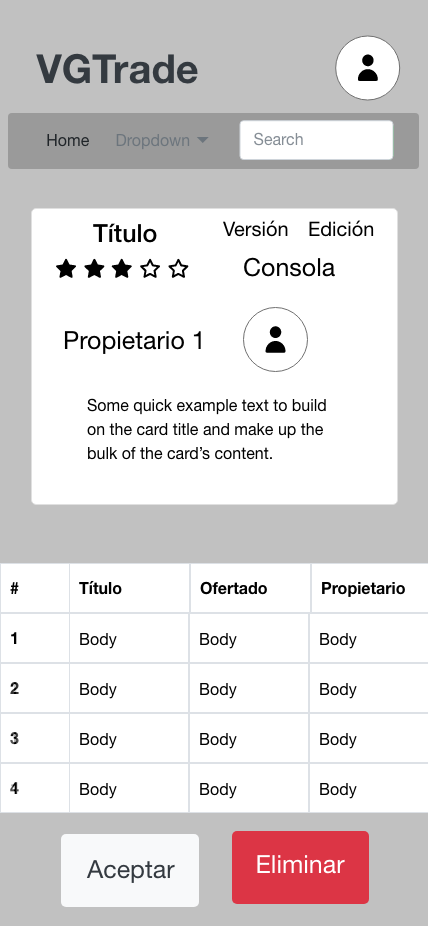 VGTrade
Home Dropdown Search
Título Versión Edición
Consola
Propietario 1
Some quick example text to build
on the card title and make up the
bulk of the card’s content.
# Título Ofertado Propietario
1 Body Body Body
2 Body Body Body
3 Body Body Body
4 Body Body Body
Aceptar Eliminar